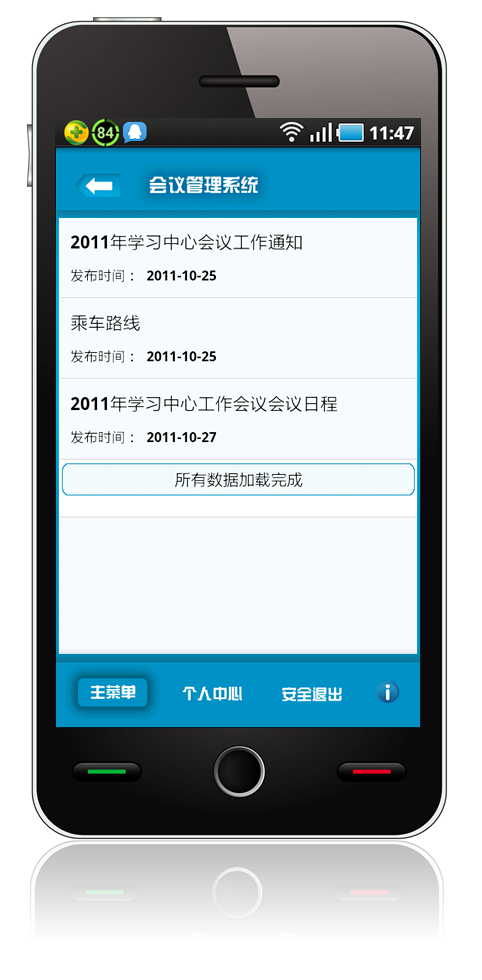 84
11:47
会议管理系统
2011年学习中心会议工作通知
发布时间： 2011-10-25
乘车路线
发布时间： 2011-10-25
2011年学习中心工作会议会议日程
发布时间： 2011-10-27
所有数据加载完成
主菜单 个人中心 安全退出 i